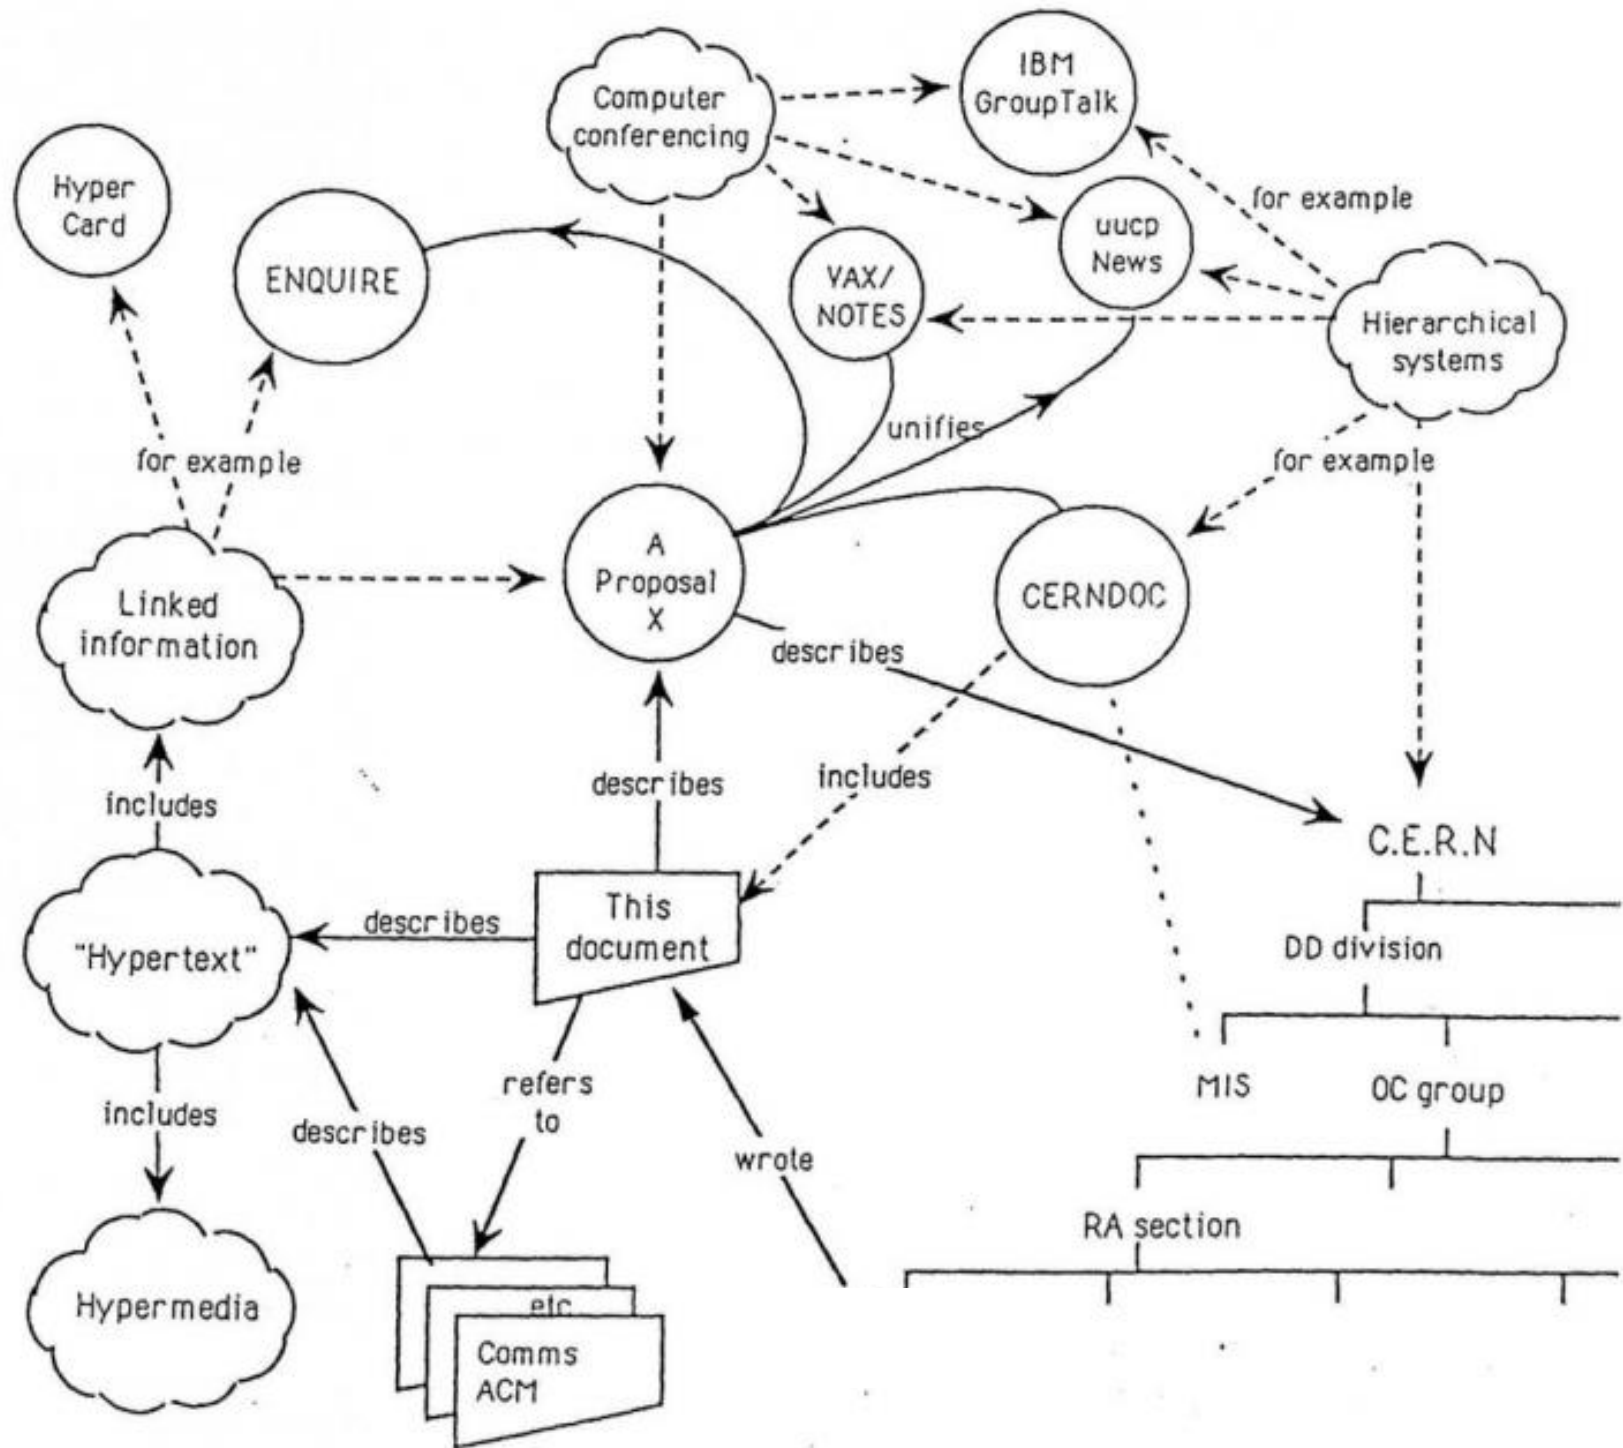 IBM
GroupTalk
Computer
conferencing
Hyper
Card
for example
uucp
News
ENQUIRE
VAX/
NOTES
Hierarchical
systems
unifies
for example
for example
A
Proposal
X
CERNDOC
Linked
information
describes
includes
describes
includes
C.E.R.N
This
document
describes
DD division
"Hypertext"
refers
to
MIS
OC group
includes
describes
wrote
RA section
Hypermedia
etc
Comms
ACM